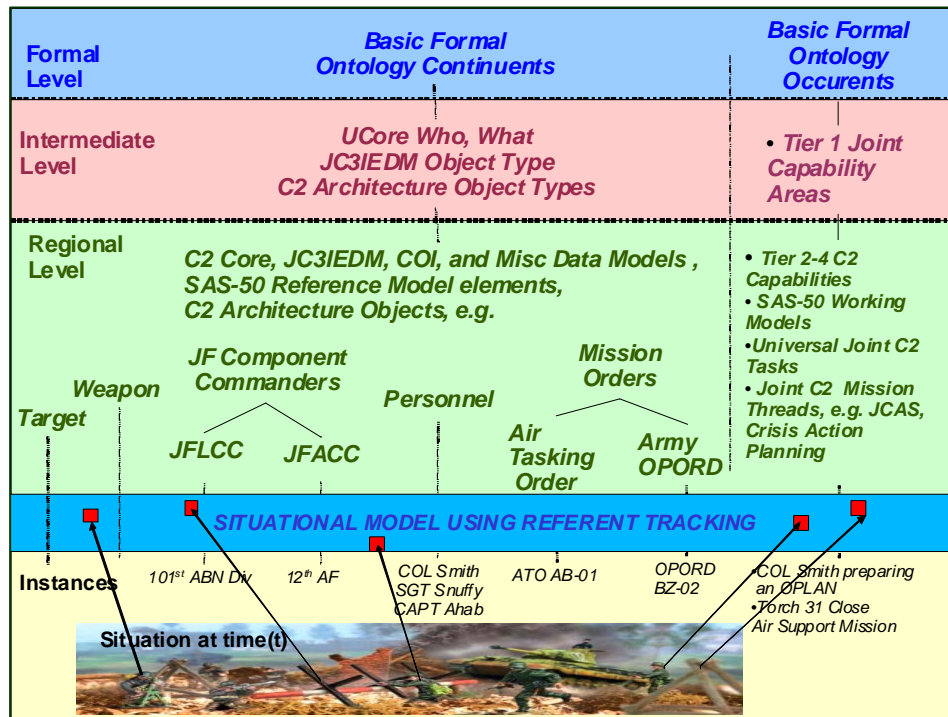 Formal
Level
Basic Formal
Ontology Continuents
Basic Formal
Ontology
Occurents
Intermediate
Level
UCore Who, What
JC3IEDM Object Type
C2 Architecture Object Types
• Tier 1 Joint
Capability
Areas
Regional
Level
C2 Core, JC3IEDM, COI, and Misc Data Models ,
SAS-50 Reference Model elements,
C2 Architecture Objects, e.g.
• Tier 2-4 C2
Capabilities
• SAS-50 Working
Models
•Universal Joint C2
Tasks
• Joint C2 Mission
Threads, e.g. JCAS,
Crisis Action
Planning
Target
Weapon
JF Component
Commanders
JFLCC
JFACC
Personnel
Mission
Orders
Air
Tasking
Order
Army
OPORD
SITUATIONAL MODEL USING REFERENT TRACKING
Instances
101st ABN Div
12th AF
COL Smith
SGT Snuffy
CAPT Ahab
ATO AB-01
OPORD
BZ-02
•COL Smith preparing
an OPLAN
•Torch 31 Close
Air Support Mission
Situation at time(t)